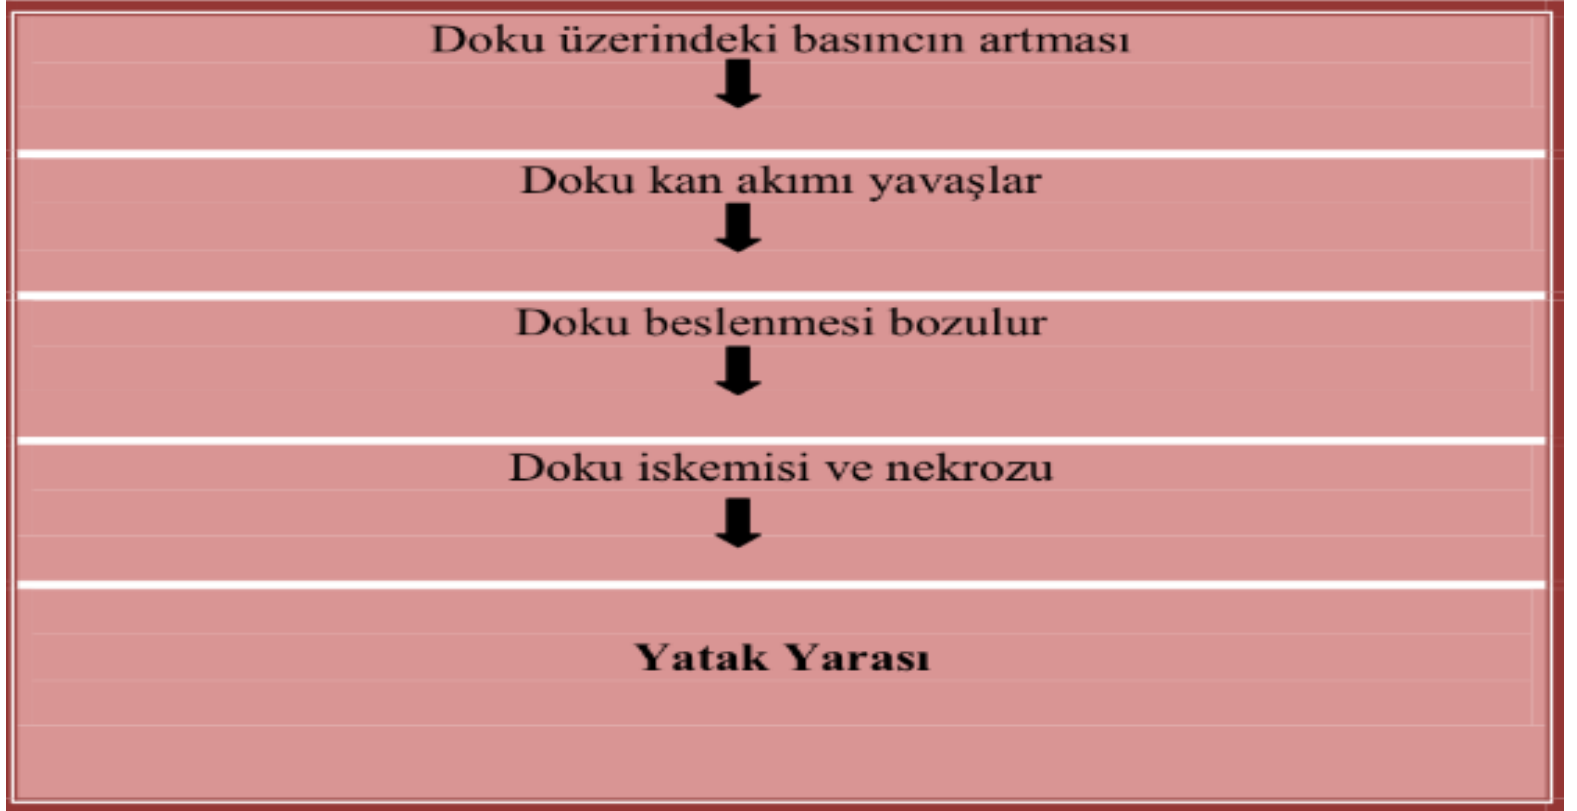 Doku üzerindeki basıncın artması
Doku kan akımı yavaşlar
Doku beslenmesi bozulur
Doku iskemisi ve nekrozu
Yatak Yarası